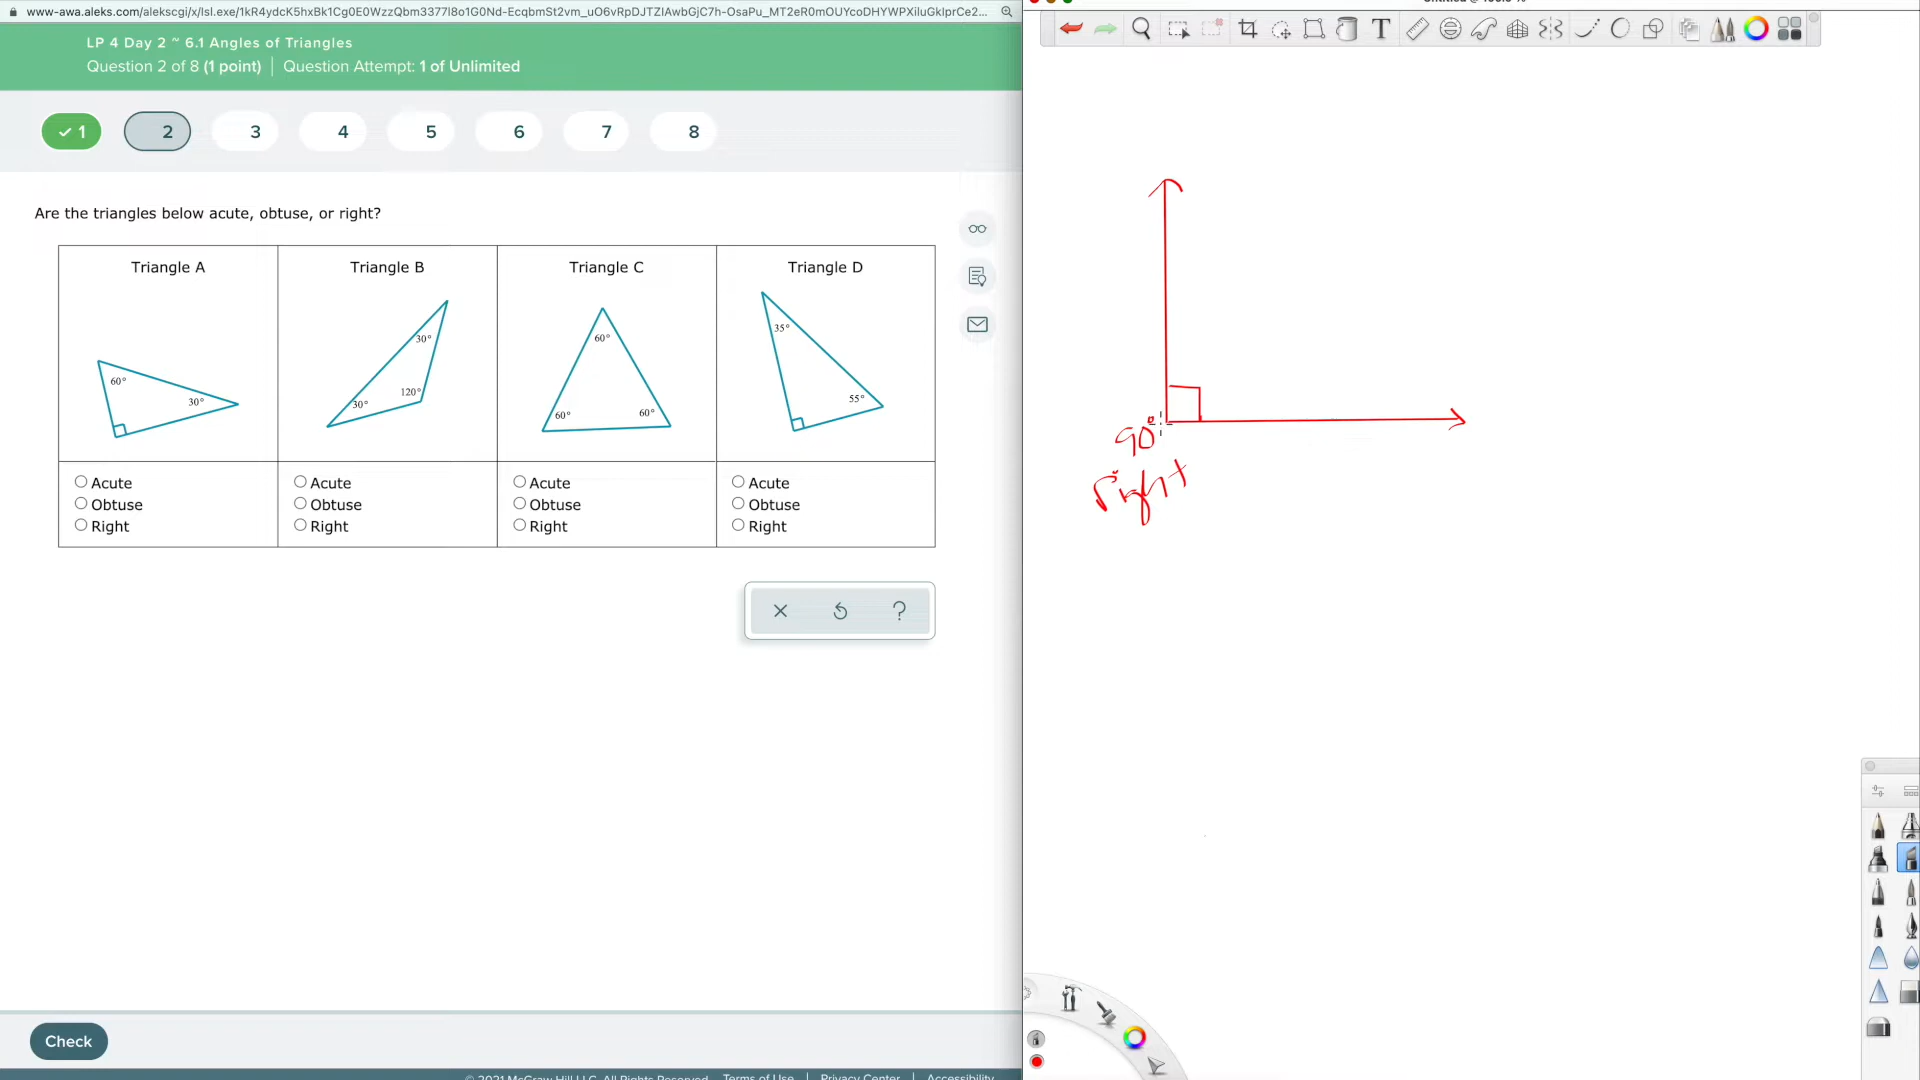 Untitled @ 100.0 %
www-awa.aleks.com/alekscgi/x/Isl.exe/1kR4ydcK5hxBk1Cg0E0WzzQbm3377l8o1G0Nd-EcqbmSt2vm_uO6vRpDJTZIAwbGjC7h-OsaPu_MT2eR0mOUYcoDHYWPXiluGklprCe2...
LP 4 Day 2 ~ 6.1 Angles of Triangles
Question 2 of 8 (1 point) | Question Attempt: 1 of Unlimited
✓ 1 2 3 4 5 6 7 8
Are the triangles below acute, obtuse, or right?
Triangle A Triangle B Triangle C Triangle D
60° 30°
30° 120° 30°
60° 60° 60°
35° 55°
Acute Acute Acute Acute
Obtuse Obtuse Obtuse Obtuse
Right Right Right Right
90°
right
Check
© 2021 McGraw Hill LLC. All Rights Reserved. Terms of Use | Privacy Center | Accessibility